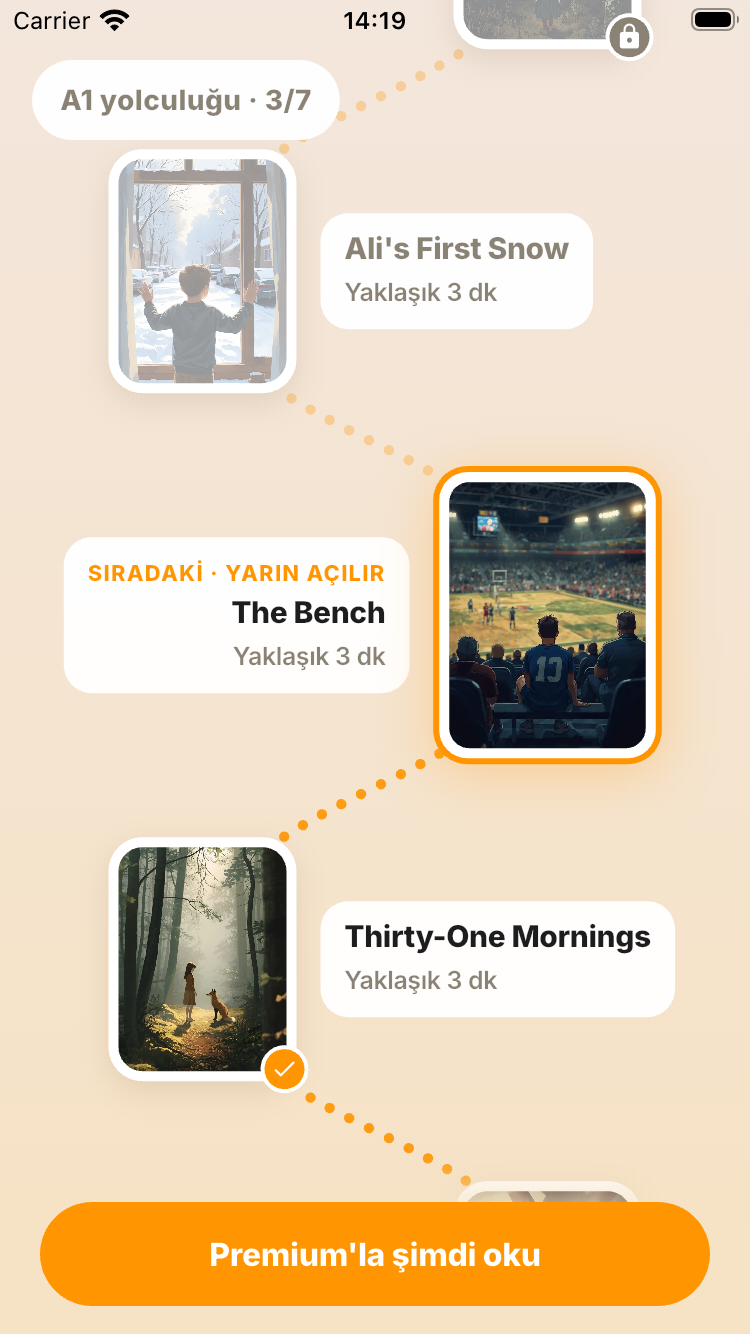 Carrier
14:19
A1 yolculuğu · 3/7
Ali's First Snow
Yaklaşık 3 dk
SIRADAKİ · YARIN AÇILIR
The Bench
Yaklaşık 3 dk
13
Thirty-One Mornings
Yaklaşık 3 dk
Premium'la şimdi oku